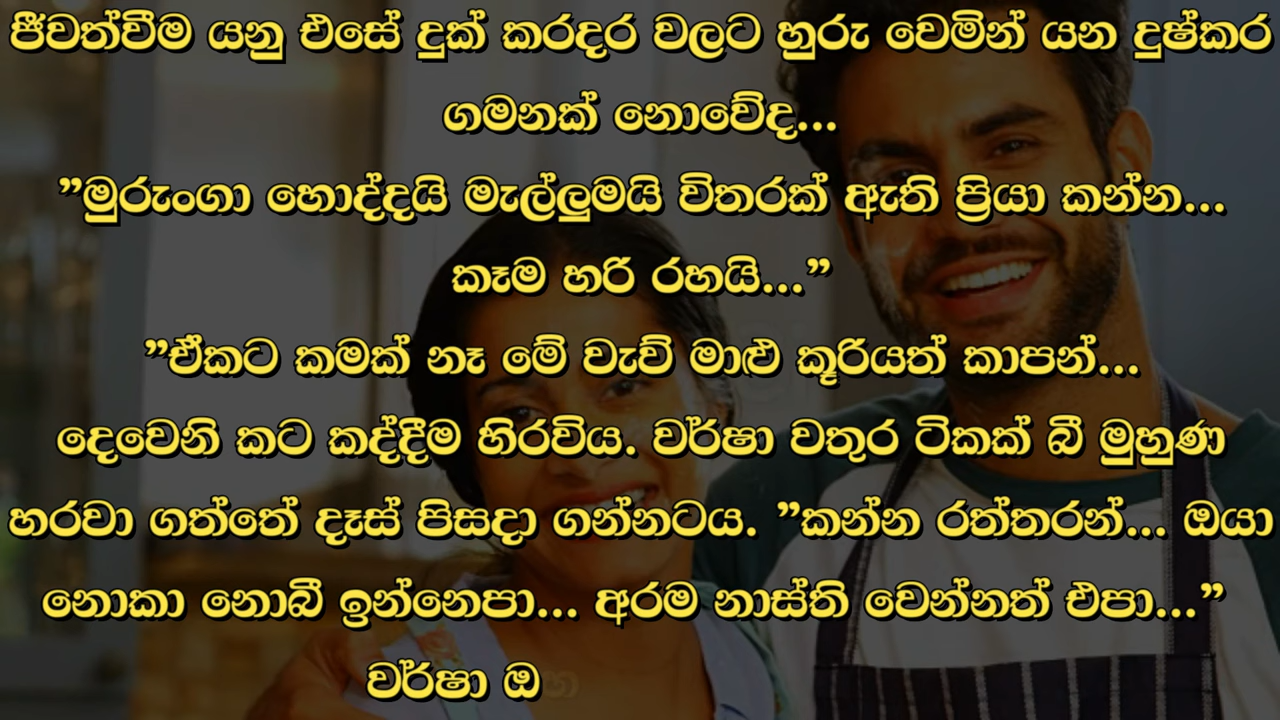 ජීවත්වීම යනු එසේ දුක් කරදර වලට හුරු වෙමින් යන දුෂ්කර
ගමනක් නොවේද...
”මුරුංගා හොද්දයි මැල්ලුමයි විතරක් ඇති ප්‍රියා කන්න...
කෑම හරි රහයි...”
”ඒකට කමක් නෑ මේ වැව් මාළු කූරියත් කාපන්...
දෙවෙනි කට කද්දීම හිරවිය. වර්ෂා වතුර ටිකක් බී මුහුණ
හරවා ගත්තේ දෑස් පිසදා ගන්නටය. ”කන්න රත්තරන්... ඔයා
නොකා නොබී ඉන්නෙපා... අරම නාස්ති වෙන්නත් එපා...”
වර්ෂා ඔ